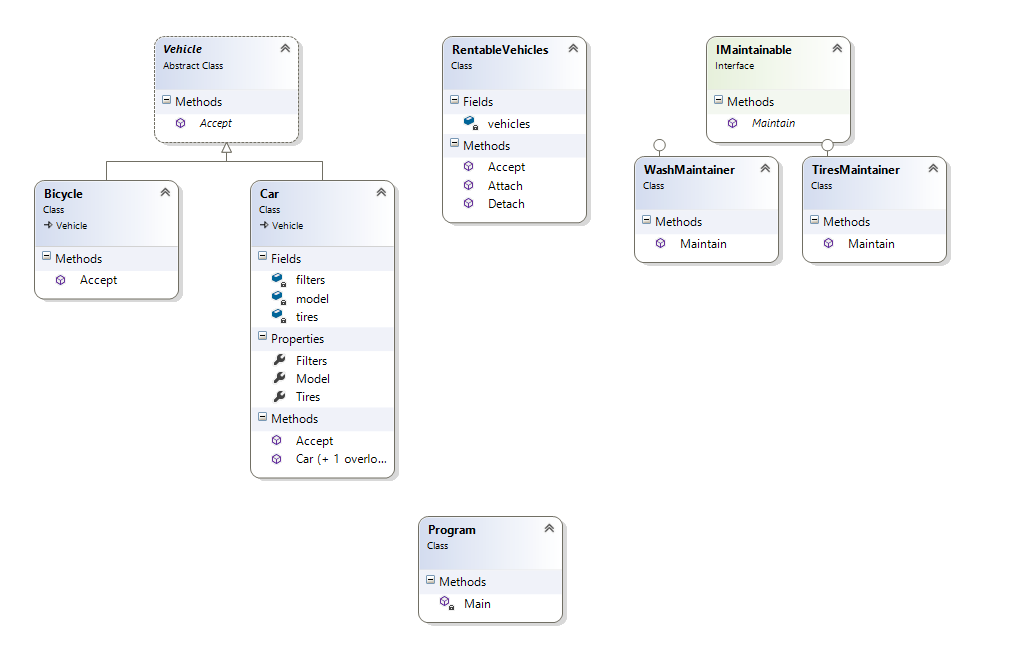 Vehicle
Abstract Class
Methods
Accept
RentableVehicles
Class
Fields
vehicles
Methods
Accept
Attach
Detach
IMaintainable
Interface
Methods
Maintain
WashMaintainer
Class
Methods
Maintain
TiresMaintainer
Class
Methods
Maintain
Bicycle
Class
Vehicle
Methods
Accept
Car
Class
Vehicle
Fields
filters
model
tires
Properties
Filters
Model
Tires
Methods
Accept
Car (+ 1 overlo...
Program
Class
Methods
Main